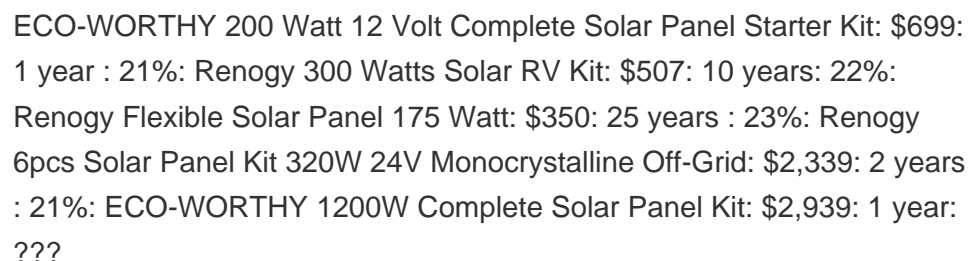 ECO-WORTHY 200 Watt 12 Volt Complete Solar Panel Starter Kit: $699:
1 year : 21%: Renogy 300 Watts Solar RV Kit: $507: 10 years: 22%:
Renogy Flexible Solar Panel 175 Watt: $350: 25 years : 23%: Renogy
6pcs Solar Panel Kit 320W 24V Monocrystalline Off-Grid: $2,339: 2 years
: 21%: ECO-WORTHY 1200W Complete Solar Panel Kit: $2,939: 1 year:
???